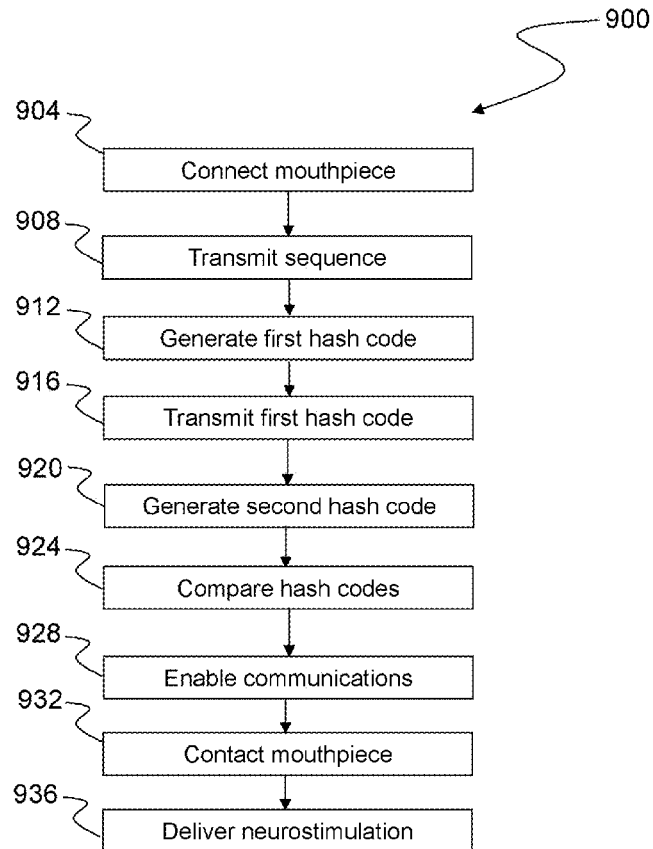 900
904
Connect mouthpiece
908
Transmit sequence
912
Generate first hash code
916
Transmit first hash code
920
Generate second hash code
924
Compare hash codes
928
Enable communications
932
Contact mouthpiece
936
Deliver neurostimulation